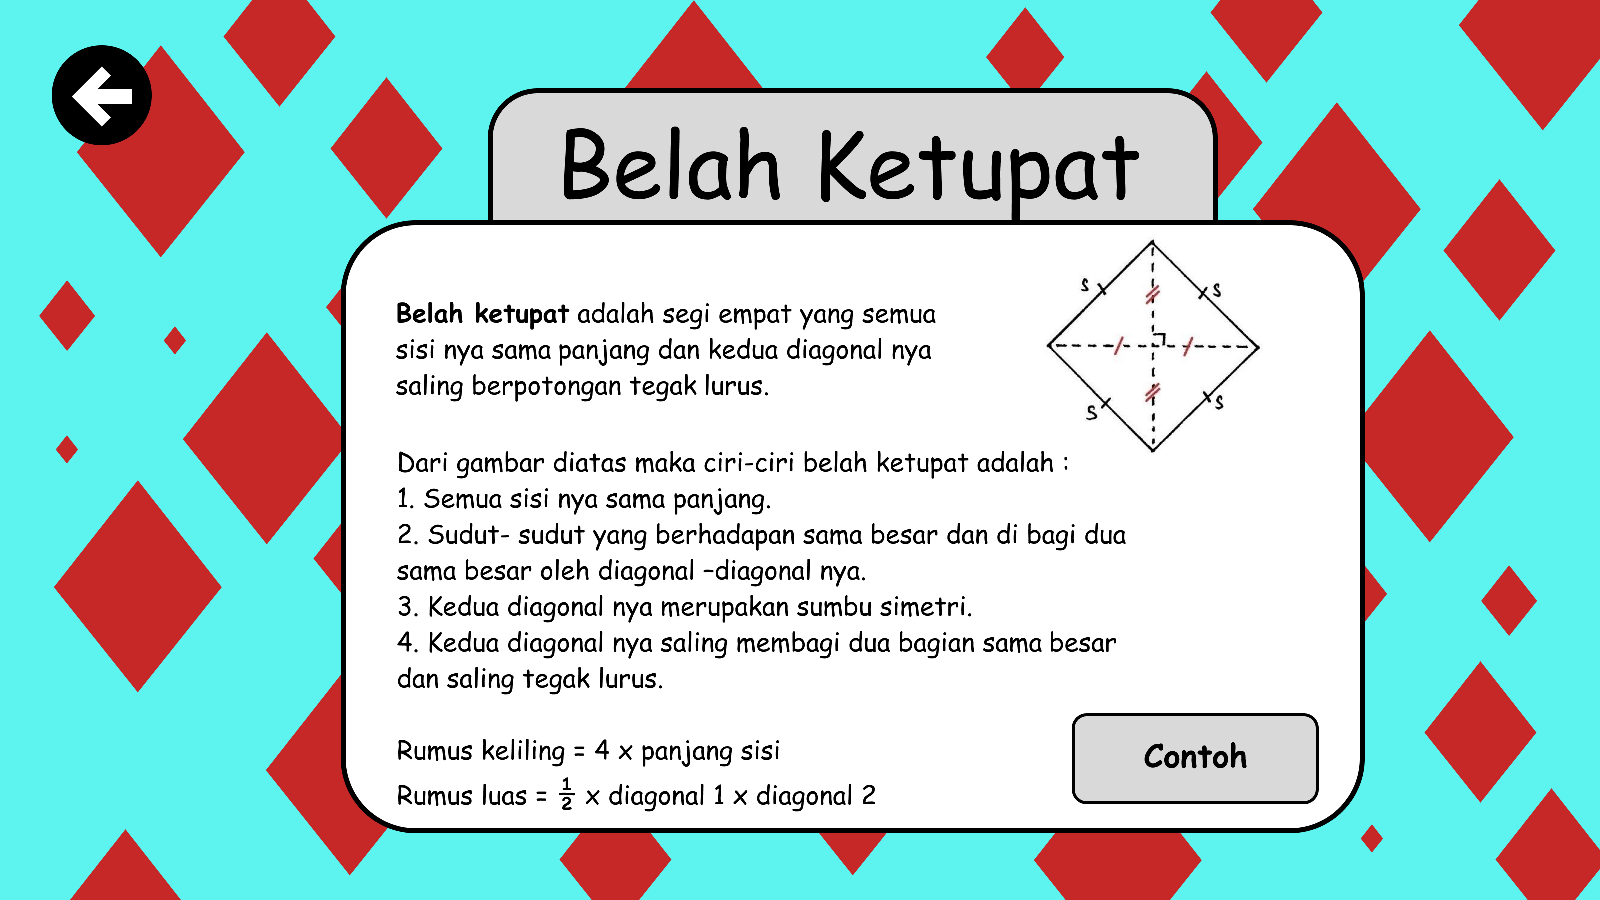 Belah Ketupat
s
s
s
s
Belah ketupat adalah segi empat yang semua
sisi nya sama panjang dan kedua diagonal nya
saling berpotongan tegak lurus.
Dari gambar diatas maka ciri-ciri belah ketupat adalah :
1. Semua sisi nya sama panjang.
2. Sudut- sudut yang berhadapan sama besar dan di bagi dua
sama besar oleh diagonal –diagonal nya.
3. Kedua diagonal nya merupakan sumbu simetri.
4. Kedua diagonal nya saling membagi dua bagian sama besar
dan saling tegak lurus.
Rumus keliling = 4 x panjang sisi
Rumus luas = 1/2 x diagonal 1 x diagonal 2
Contoh